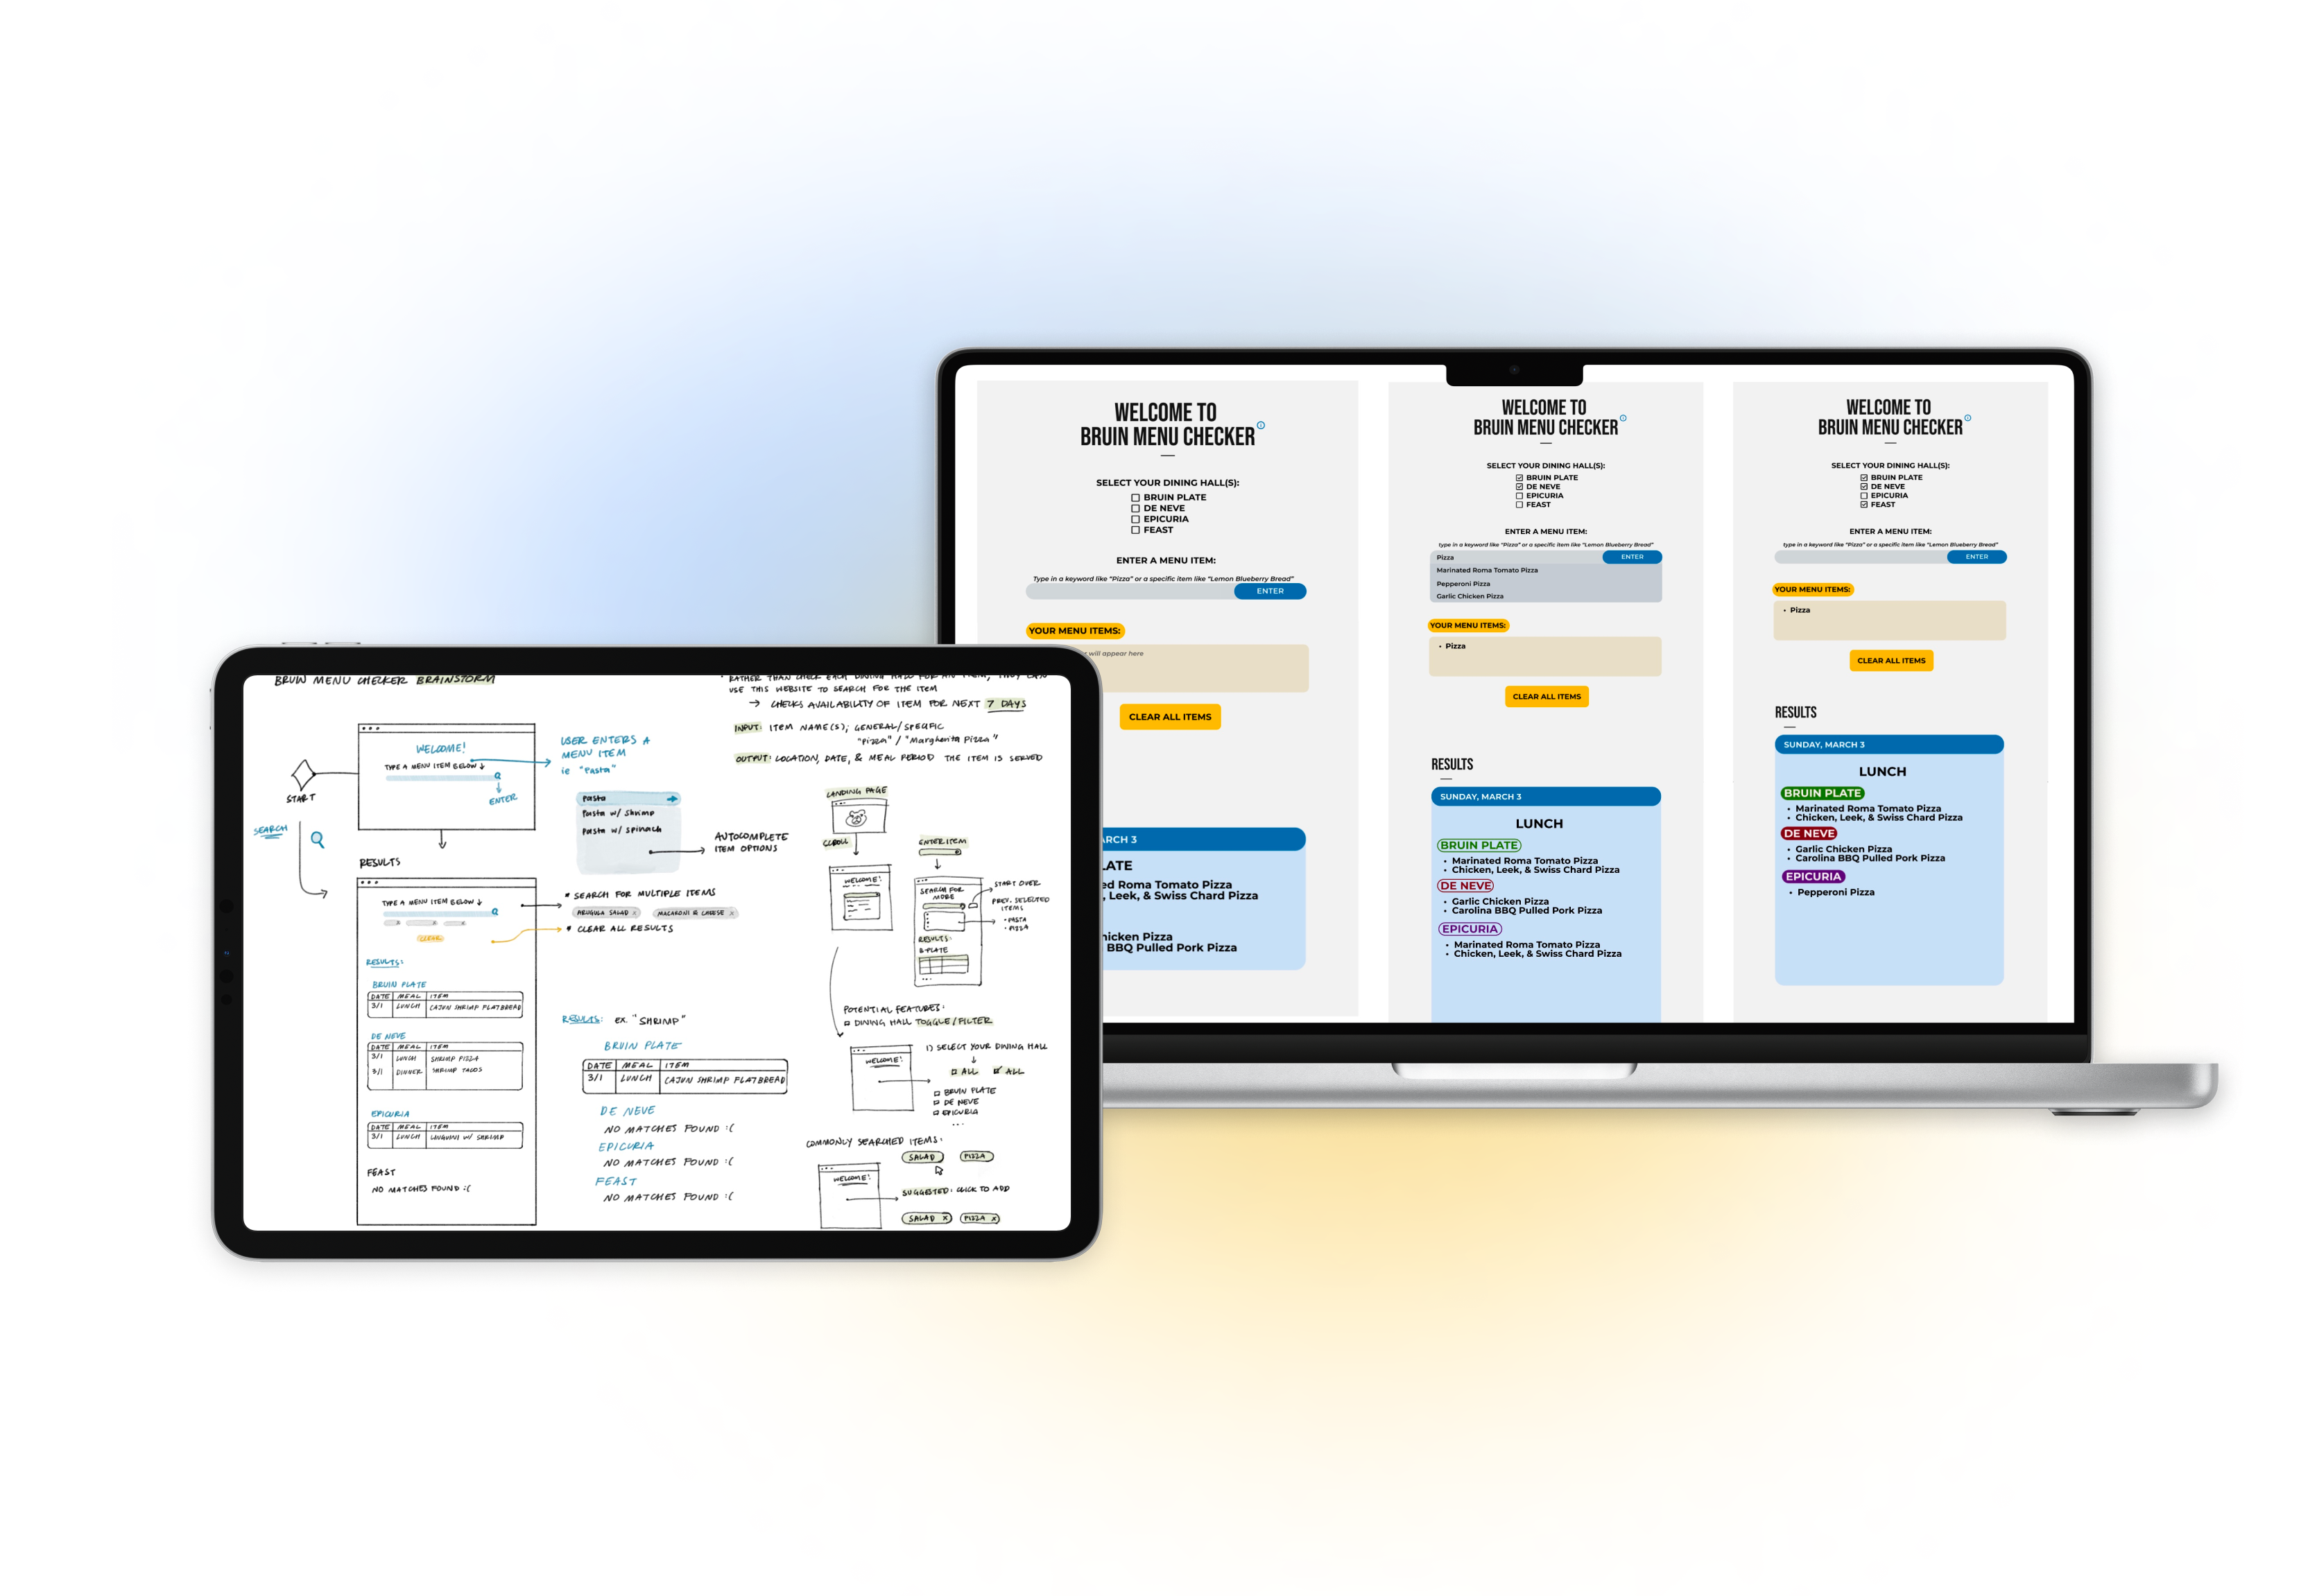 BRUIN MENU CHECKER BRAINSTORM
RATHER THAN CHECK EACH DINING HALL FOR AN ITEM, THEY CAN
USE THIS WEBSITE TO SEARCH FOR THE ITEM
→ CHECKS AVAILABILITY OF ITEM FOR NEXT 7 DAYS
INPUT: ITEM NAME(S); GENERAL/SPECIFIC
"Pizza" / "Margherita Pizza"
OUTPUT: LOCATION, DATE, & MEAL PERIOD THE ITEM IS SERVED
START
SEARCH
WELCOME!
TYPE A MENU ITEM BELOW ↓
ENTER
USER ENTERS A
MENU ITEM
ie "Pasta"
Pasta
Pasta w/ Shrimp
Pasta w/ Spinach
AUTOCOMPLETE
ITEM OPTIONS
RESULTS
TYPE A MENU ITEM BELOW ↓
CLEAR
* SEARCH FOR MULTIPLE ITEMS
ARUGULA SALAD x
MACARONI & CHEESE x
* CLEAR ALL RESULTS
RESULTS:
BRUIN PLATE
DATE MEAL ITEM
3/1 LUNCH CAJUN SHRIMP FLATBREAD
DE NEVE
DATE MEAL ITEM
3/1 LUNCH SHRIMP PIZZA
3/1 DINNER SHRIMP TACOS
EPICURIA
DATE MEAL ITEM
3/1 LUNCH LINGUINI W/ SHRIMP
FEAST
NO MATCHES FOUND :(
RESULTS: EX. "SHRIMP"
BRUIN PLATE
DATE MEAL ITEM
3/1 LUNCH CAJUN SHRIMP FLATBREAD
DE NEVE
NO MATCHES FOUND :(
EPICURIA
NO MATCHES FOUND :(
FEAST
NO MATCHES FOUND :(
LANDING PAGE
SCROLL
WELCOME!
ENTER ITEM
SEARCH FOR
MORE
RESULTS:
B-PLATE
START OVER
PREV. SELECTED
ITEMS
• PASTA
• PIZZA
POTENTIAL FEATURES:
DINING HALL TOGGLE/FILTER
WELCOME!
1) SELECT YOUR DINING HALL
↓
ALL
ALL
BRUIN PLATE
DE NEVE
EPICURIA
...
COMMONLY SEARCHED ITEMS:
SALAD
PIZZA
WELCOME!
SUGGESTED: CLICK TO ADD
SALAD x
PIZZA x
WELCOME TO
BRUIN MENU CHECKER
SELECT YOUR DINING HALL(S):
BRUIN PLATE
DE NEVE
EPICURIA
FEAST
ENTER A MENU ITEM:
Type in a keyword like "Pizza" or a specific item like "Lemon Blueberry Bread"
ENTER
YOUR MENU ITEMS:
will appear here
CLEAR ALL ITEMS
RCH 3
LATE
ed Roma Tomato Pizza
, Leek, & Swiss Chard Pizza
hicken Pizza
BBQ Pulled Pork Pizza
WELCOME TO
BRUIN MENU CHECKER
SELECT YOUR DINING HALL(S):
BRUIN PLATE
DE NEVE
EPICURIA
FEAST
ENTER A MENU ITEM:
type in a keyword like "Pizza" or a specific item like "Lemon Blueberry Bread"
Pizza
ENTER
Marinated Roma Tomato Pizza
Pepperoni Pizza
Garlic Chicken Pizza
YOUR MENU ITEMS:
• Pizza
CLEAR ALL ITEMS
RESULTS
SUNDAY, MARCH 3
LUNCH
BRUIN PLATE
• Marinated Roma Tomato Pizza
• Chicken, Leek, & Swiss Chard Pizza
DE NEVE
• Garlic Chicken Pizza
• Carolina BBQ Pulled Pork Pizza
EPICURIA
• Marinated Roma Tomato Pizza
• Chicken, Leek, & Swiss Chard Pizza
WELCOME TO
BRUIN MENU CHECKER
SELECT YOUR DINING HALL(S):
BRUIN PLATE
DE NEVE
EPICURIA
FEAST
ENTER A MENU ITEM:
type in a keyword like "Pizza" or a specific item like "Lemon Blueberry Bread"
ENTER
YOUR MENU ITEMS:
• Pizza
CLEAR ALL ITEMS
RESULTS
SUNDAY, MARCH 3
LUNCH
BRUIN PLATE
• Marinated Roma Tomato Pizza
• Chicken, Leek, & Swiss Chard Pizza
DE NEVE
• Garlic Chicken Pizza
• Carolina BBQ Pulled Pork Pizza
EPICURIA
• Pepperoni Pizza